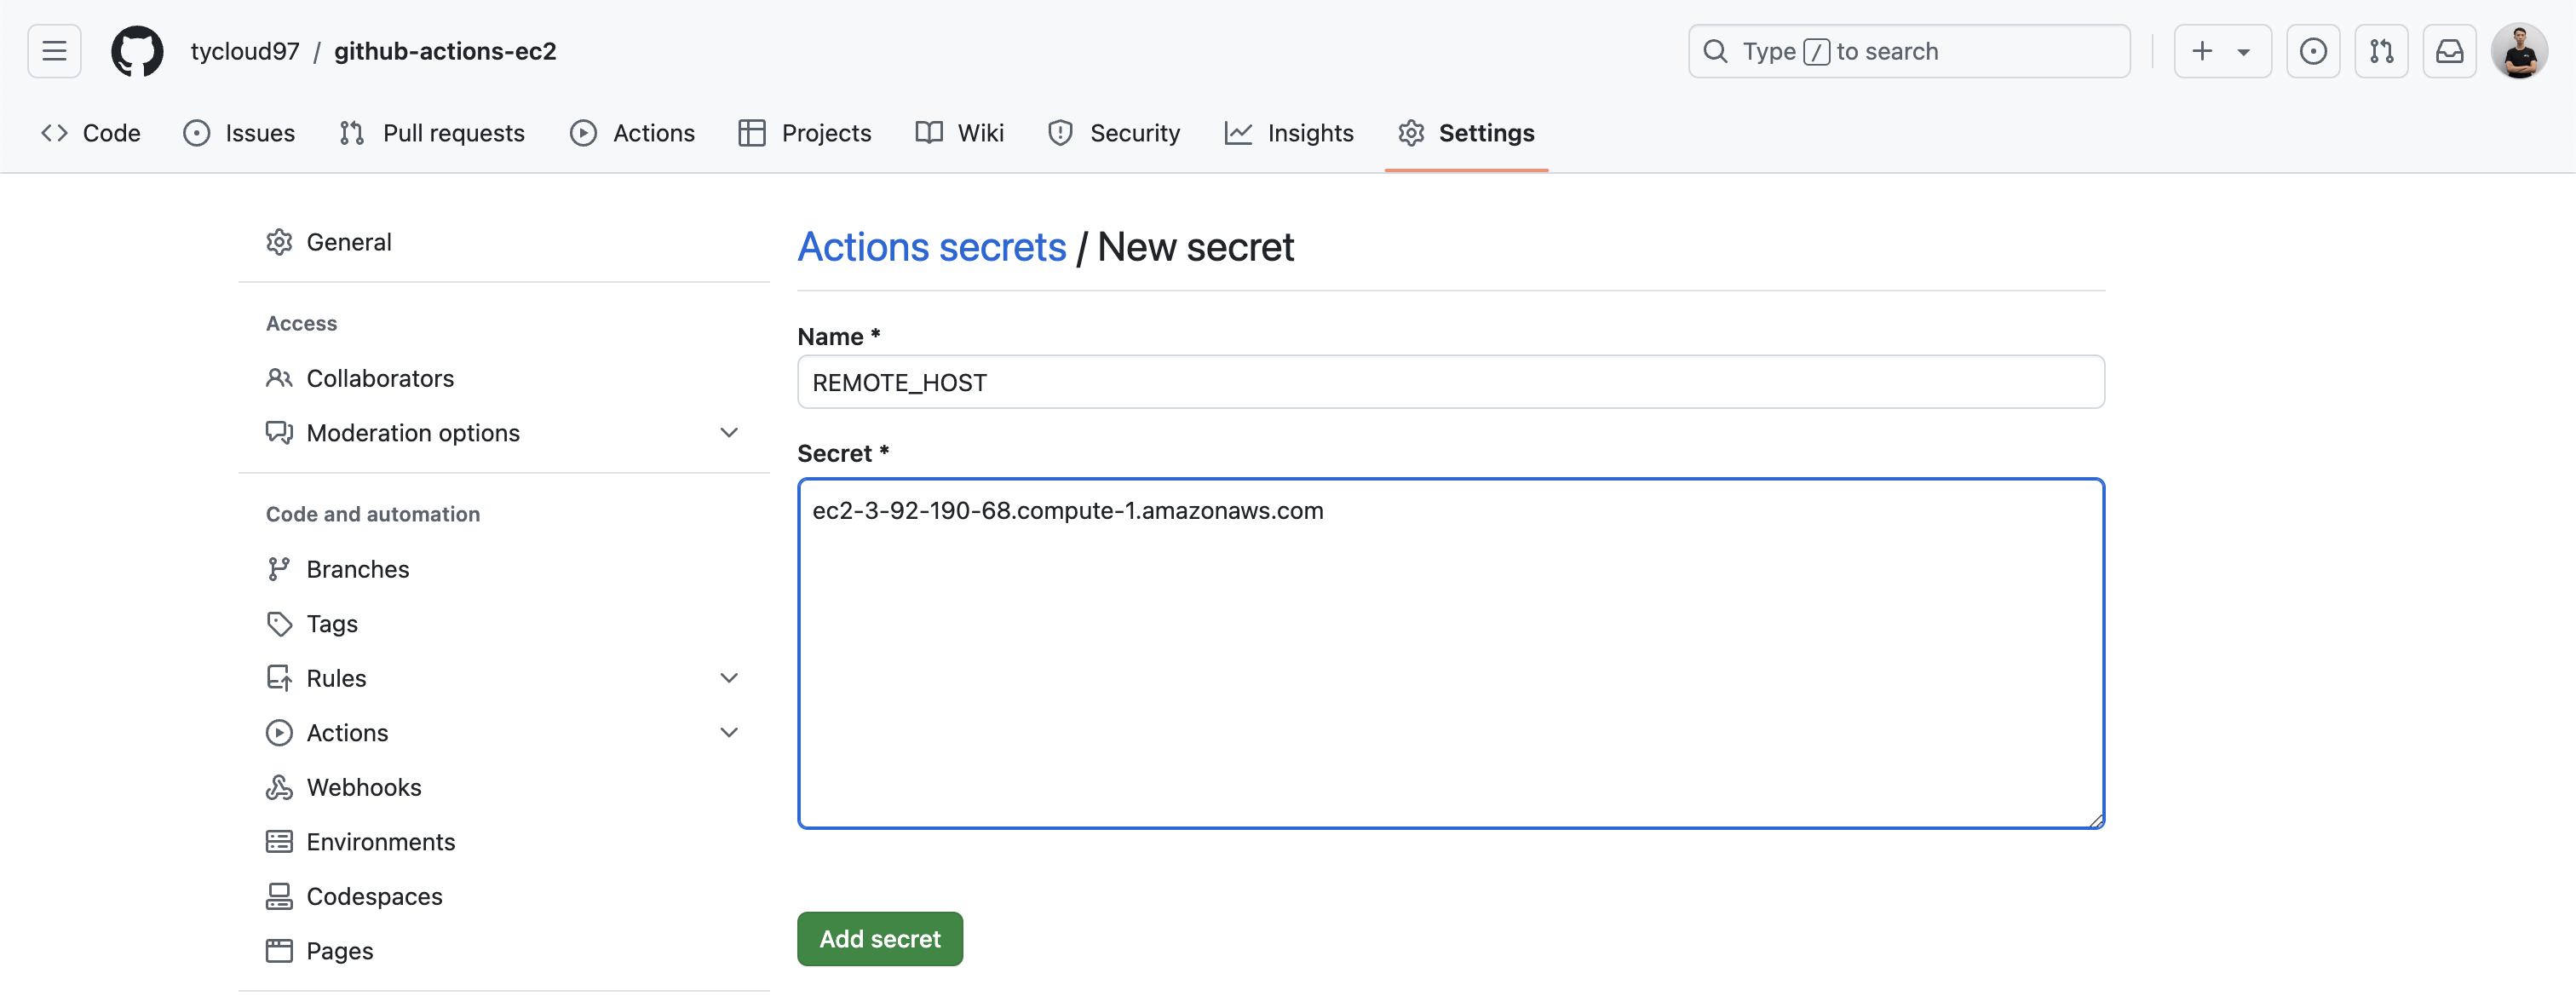 tycloud97 / github-actions-ec2
Type / to search
Code
Issues
Pull requests
Actions
Projects
Wiki
Security
Insights
Settings
General
Access
Collaborators
Moderation options
Code and automation
Branches
Tags
Rules
Actions
Webhooks
Environments
Codespaces
Pages
Actions secrets / New secret
Name *
REMOTE_HOST
Secret *
ec2-3-92-190-68.compute-1.amazonaws.com
Add secret